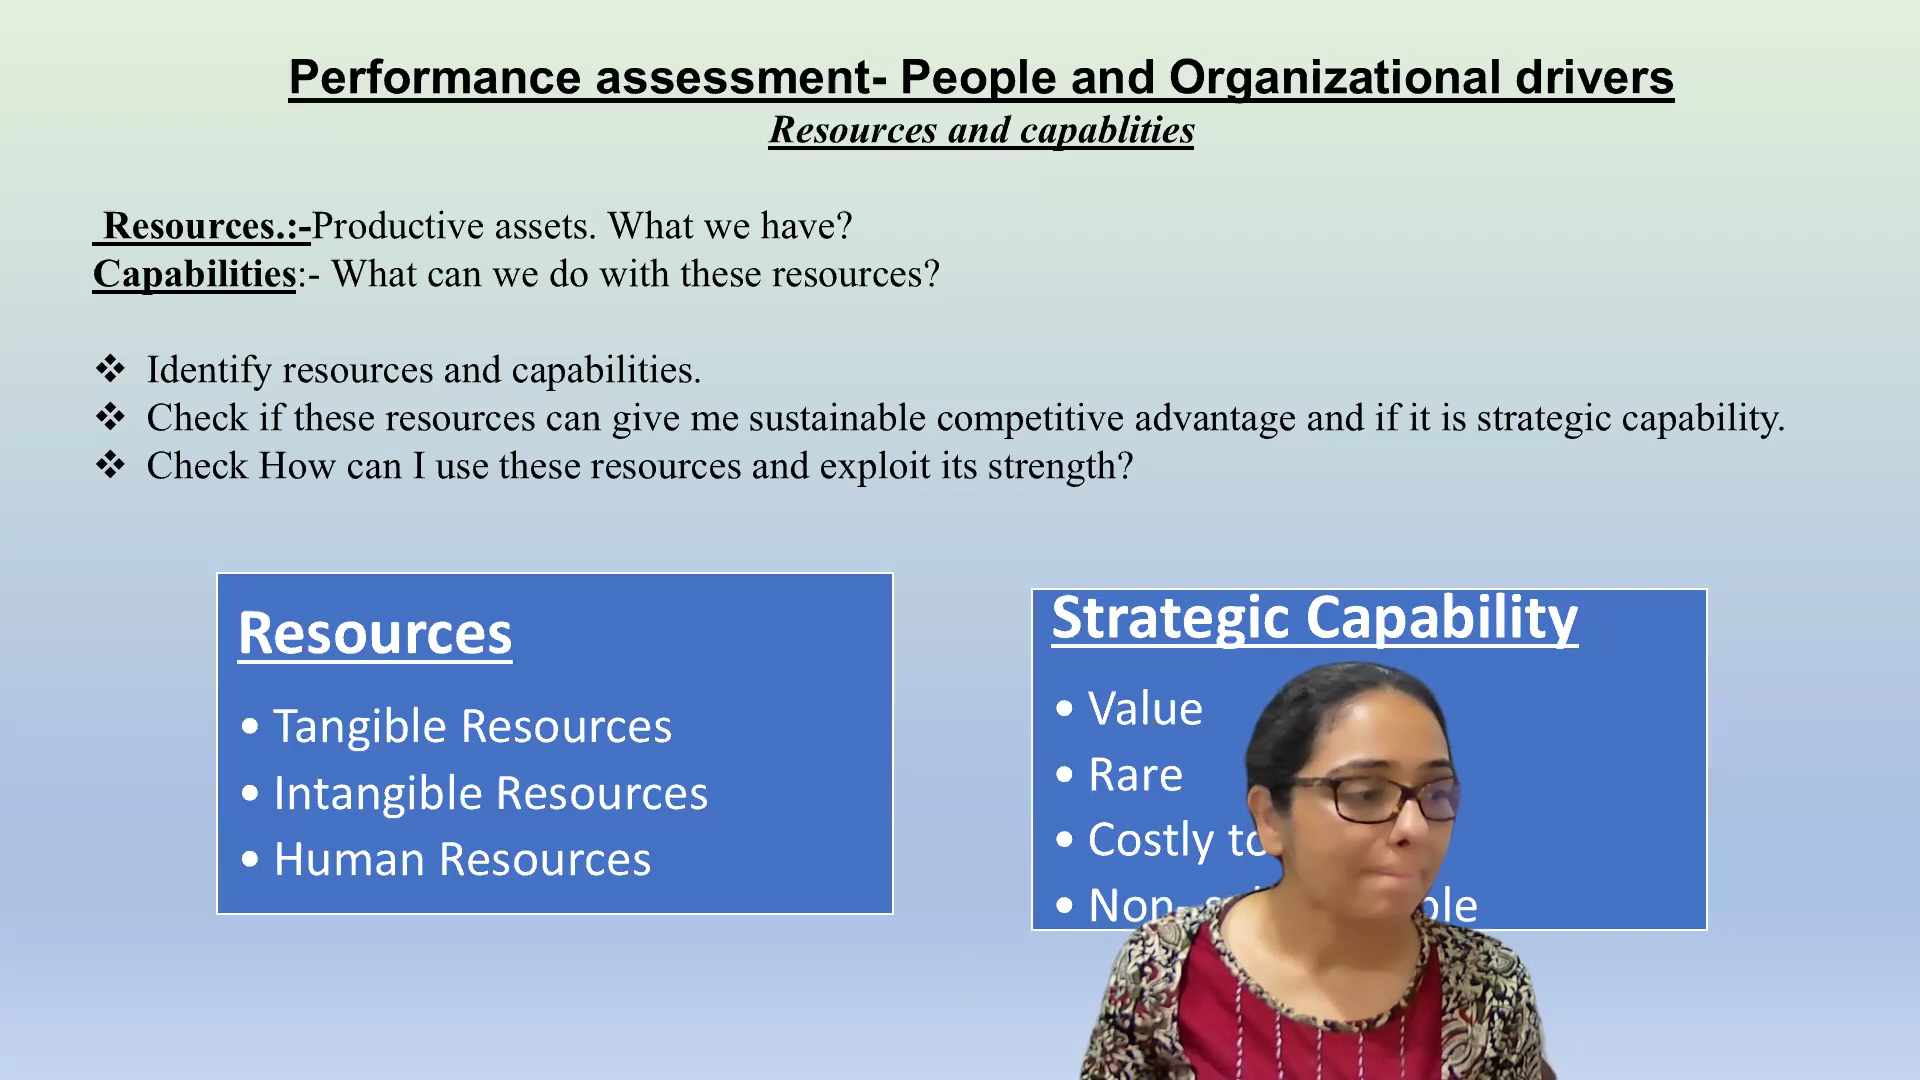 Performance assessment- People and Organizational drivers
Resources and capablities
Resources.:-Productive assets. What we have?
Capabilities:- What can we do with these resources?
❖ Identify resources and capabilities.
❖ Check if these resources can give me sustainable competitive advantage and if it is strategic capability.
❖ Check How can I use these resources and exploit its strength?
Resources
• Tangible Resources
• Intangible Resources
• Human Resources
Strategic Capability
• Value
• Rare
• Costly to
• Non-